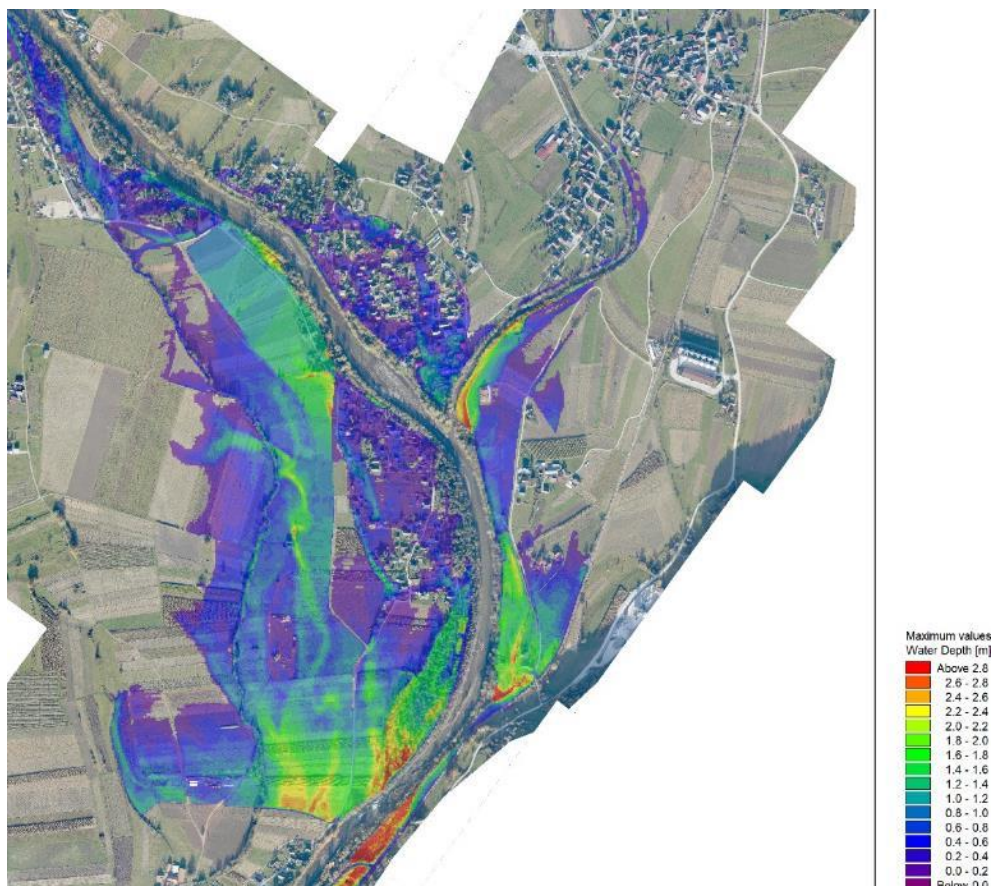 Maximum values
Water Depth [m]
Above 2.8
2.6 - 2.8
2.4 - 2.6
2.2 - 2.4
2.0 - 2.2
1.8 - 2.0
1.6 - 1.8
1.4 - 1.6
1.2 - 1.4
1.0 - 1.2
0.8 - 1.0
0.6 - 0.8
0.4 - 0.6
0.2 - 0.4
0.0 - 0.2
Below 0.0